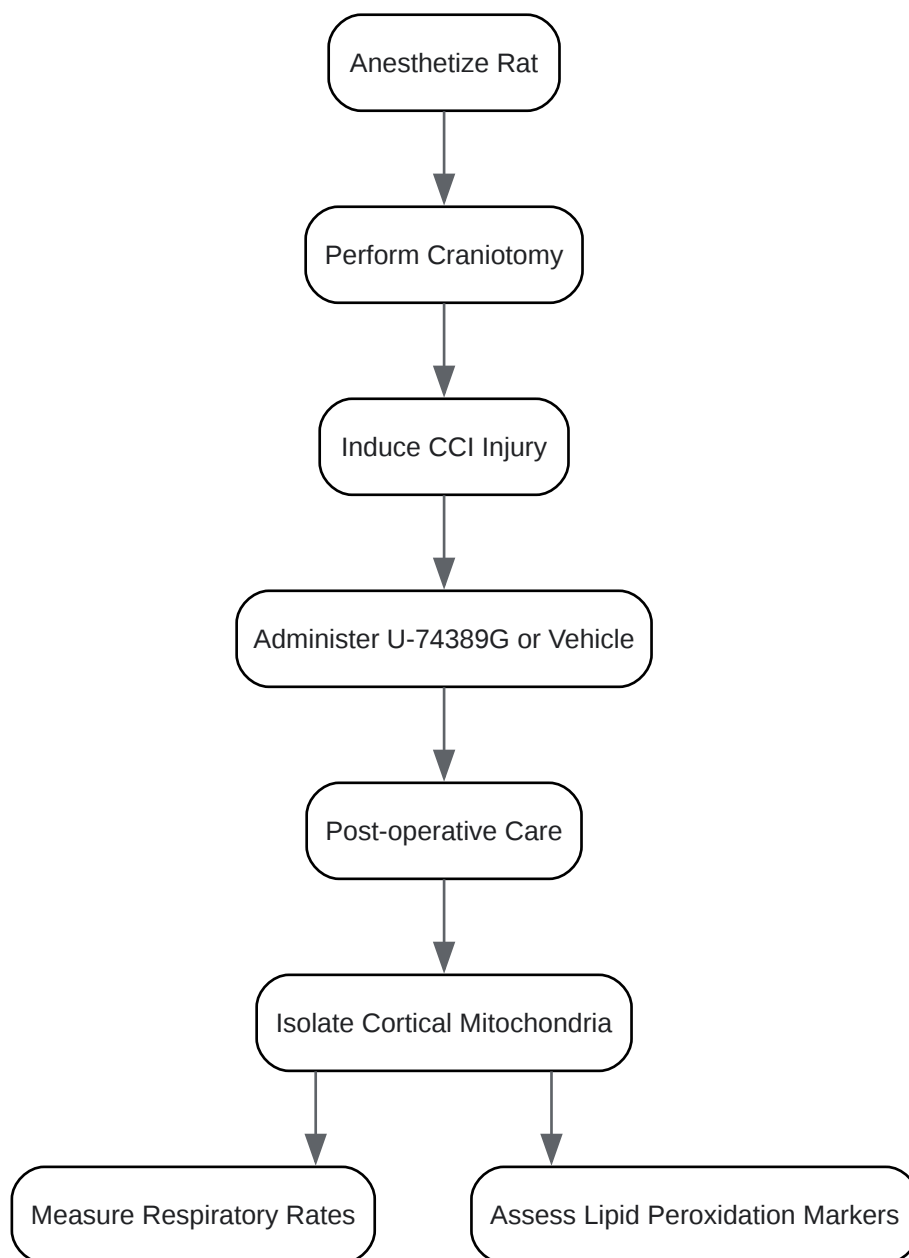 Anesthetize Rat
Perform Craniotomy
Induce CCI Injury
Administer U-74389G or Vehicle
Post-operative Care
Isolate Cortical Mitochondria
Measure Respiratory Rates
Assess Lipid Peroxidation Markers